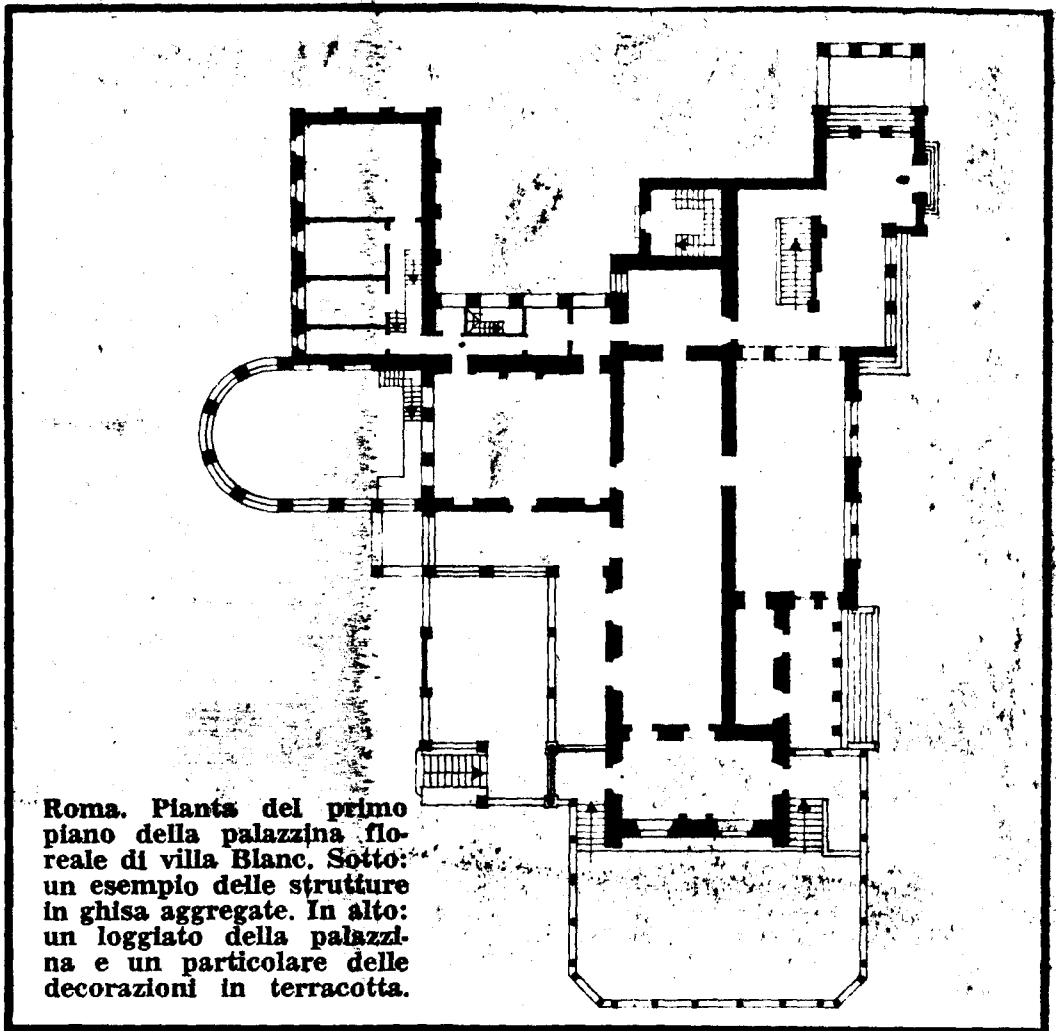 Roma. Pianta del primo
piano della palazzina flo-
reale di villa Blanc. Sotto:
un esempio delle strutture
in ghisa aggregate. In alto:
un loggiato della palazzi-
na e un particolare delle
decorazioni in terracotta.